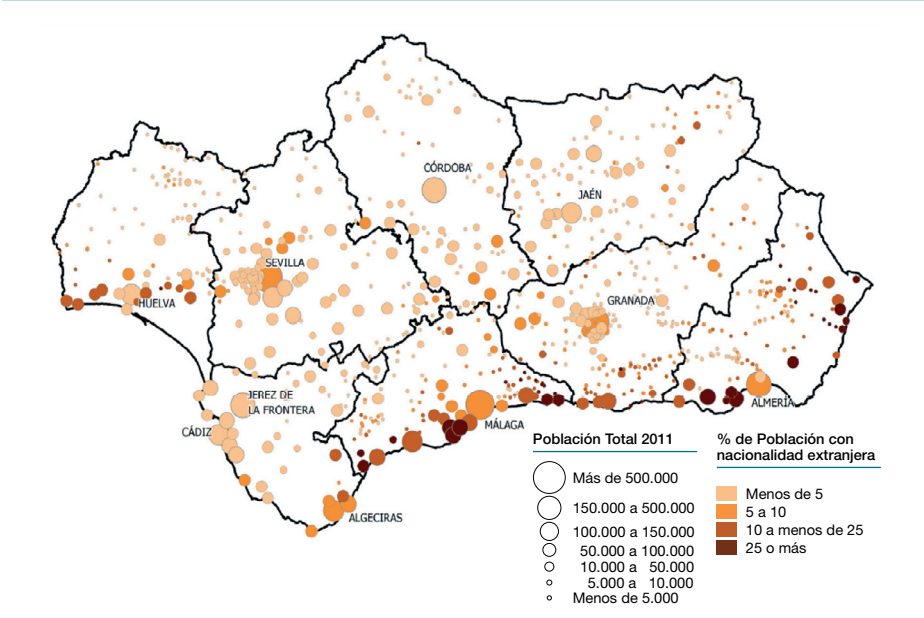 CÓRDOBA
JAÉN
SEVILLA
HUELVA
GRANADA
JEREZ DE
LA FRONTERA
CÁDIZ
MÁLAGA
ALMERÍA
ALGECIRAS
Población Total 2011
Más de 500.000
150.000 a 500.000
100.000 a 150.000
50.000 a 100.000
10.000 a 50.000
5.000 a 10.000
Menos de 5.000
% de Población con
nacionalidad extranjera
Menos de 5
5 a 10
10 a menos de 25
25 o más